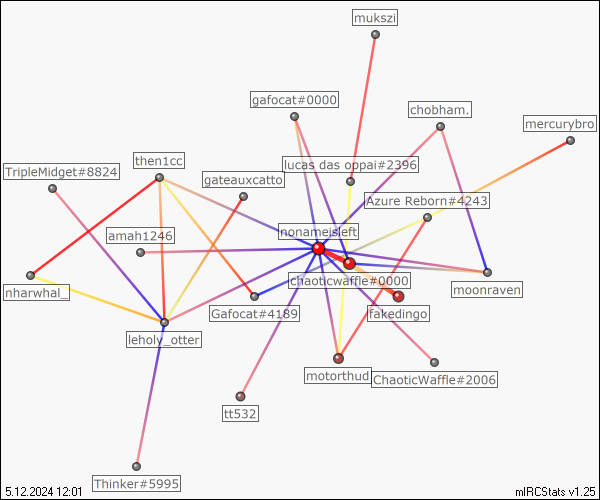 mukszi
gafocat#0000
chobham.
mercurybro
then1cc
lucas das oppai#2396
TripleMidget#8824
gateauxcatto
Azure Reborn#4243
amah1246
nonameisleft
chaoticwaffle#0000
moonraven
nharwhal_
Gafocat#4189
fakedingo
leholy_otter
motorthud
ChaoticWaffle#2006
tt532
Thinker#5995
5.12.2024 12:01
mIRCStats v1.25